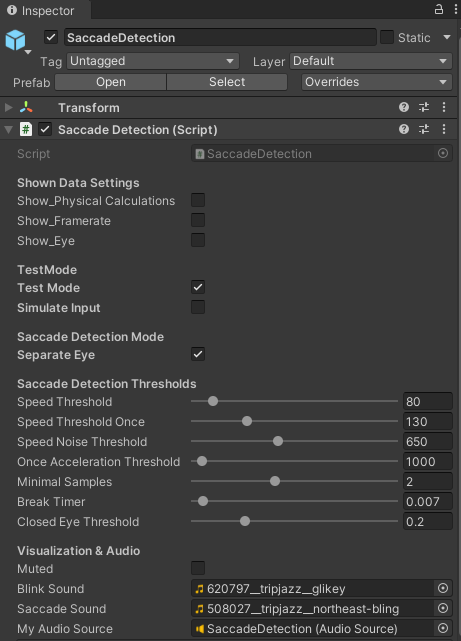 Inspector
SaccadeDetection Static
Tag Untagged Layer Default
Prefab Open Select Overrides
Transform
# Saccade Detection (Script)
Script # SaccadeDetection
Shown Data Settings
Show_Physical Calculations
Show_Framerate
Show_Eye
TestMode
Test Mode
Simulate Input
Saccade Detection Mode
Separate Eye
Saccade Detection Thresholds
Speed Threshold 80
Speed Threshold Once 130
Speed Noise Threshold 650
Once Acceleration Threshold 1000
Minimal Samples 2
Break Timer 0.007
Closed Eye Threshold 0.2
Visualization & Audio
Muted
Blink Sound 620797__tripjazz__glikey
Saccade Sound 508027__tripjazz__northeast-bling
My Audio Source SaccadeDetection (Audio Source)